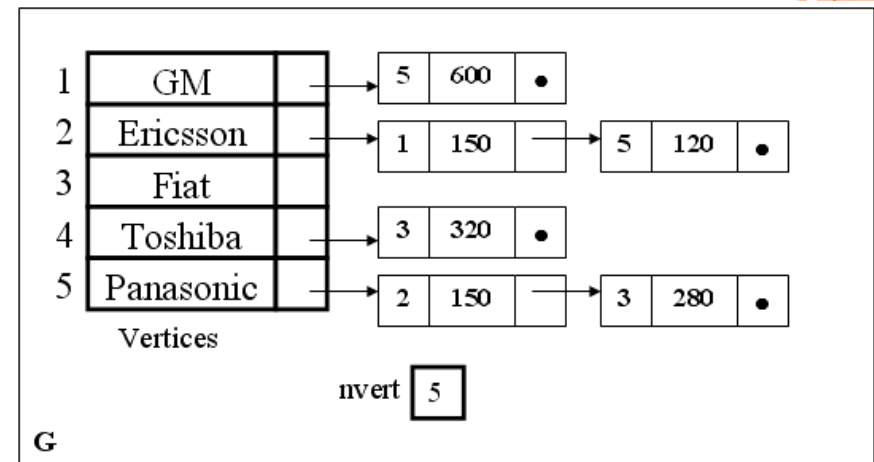 1 GM 5 600
2 Ericsson 1 150 5 120
3 Fiat
4 Toshiba 3 320
5 Panasonic 2 150 3 280
Vertices
nvert 5
G